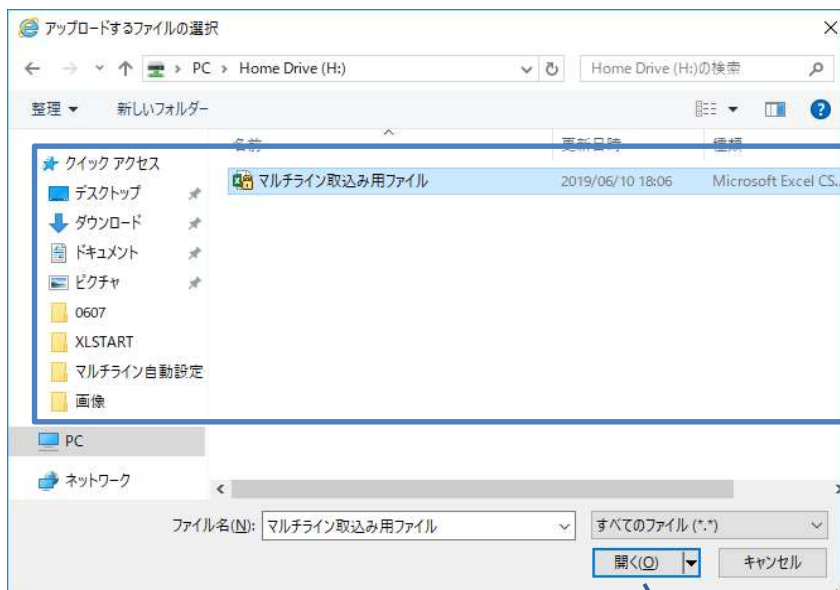 アップロードするファイルの選択
PC > Home Drive (H:)
Home Drive (H:)の検索
整理 ▼ 新しいフォルダー
名前 更新日時 種類
クイック アクセス
マルチライン取込み用ファイル 2019/06/10 18:06 Microsoft Excel CS...
デスクトップ
ダウンロード
ドキュメント
ピクチャ
0607
XLSTART
マルチライン自動設定
画像
PC
ネットワーク
ファイル名(N): マルチライン取込み用ファイル すべてのファイル (*.*)
開く(O) キャンセル